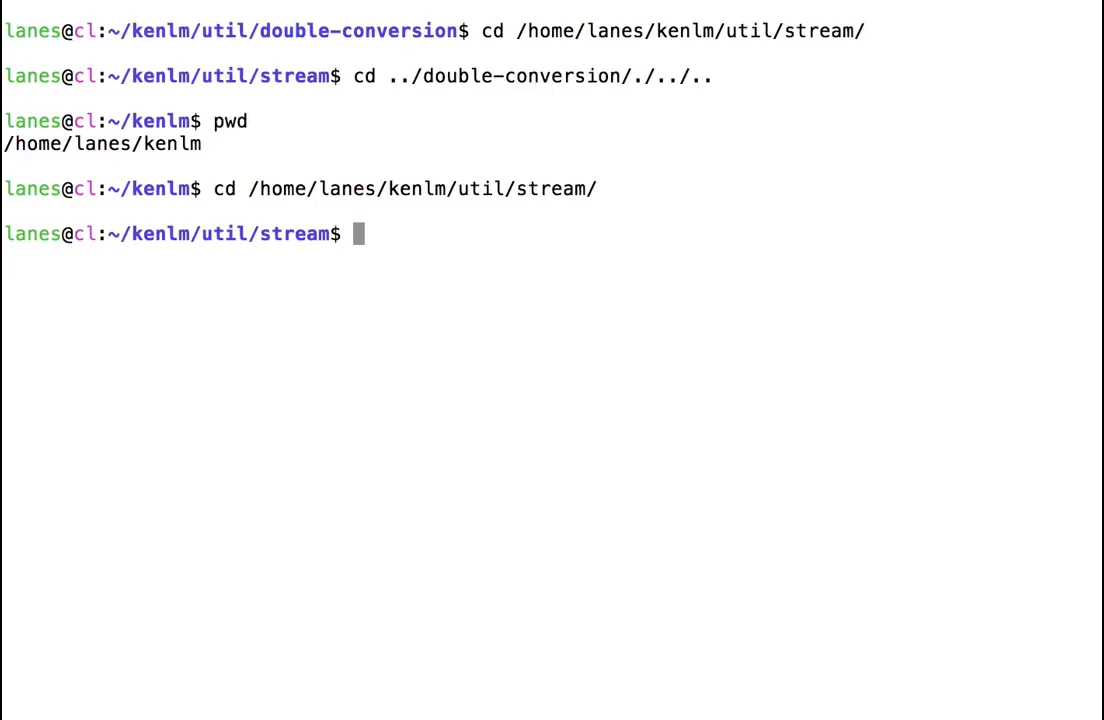 lanes@cl:~/kenlm/util/double-conversion$ cd /home/lanes/kenlm/util/stream/
lanes@cl:~/kenlm/util/stream$ cd ../double-conversion/./../..
lanes@cl:~/kenlm$ pwd
/home/lanes/kenlm
lanes@cl:~/kenlm$ cd /home/lanes/kenlm/util/stream/
lanes@cl:~/kenlm/util/stream$